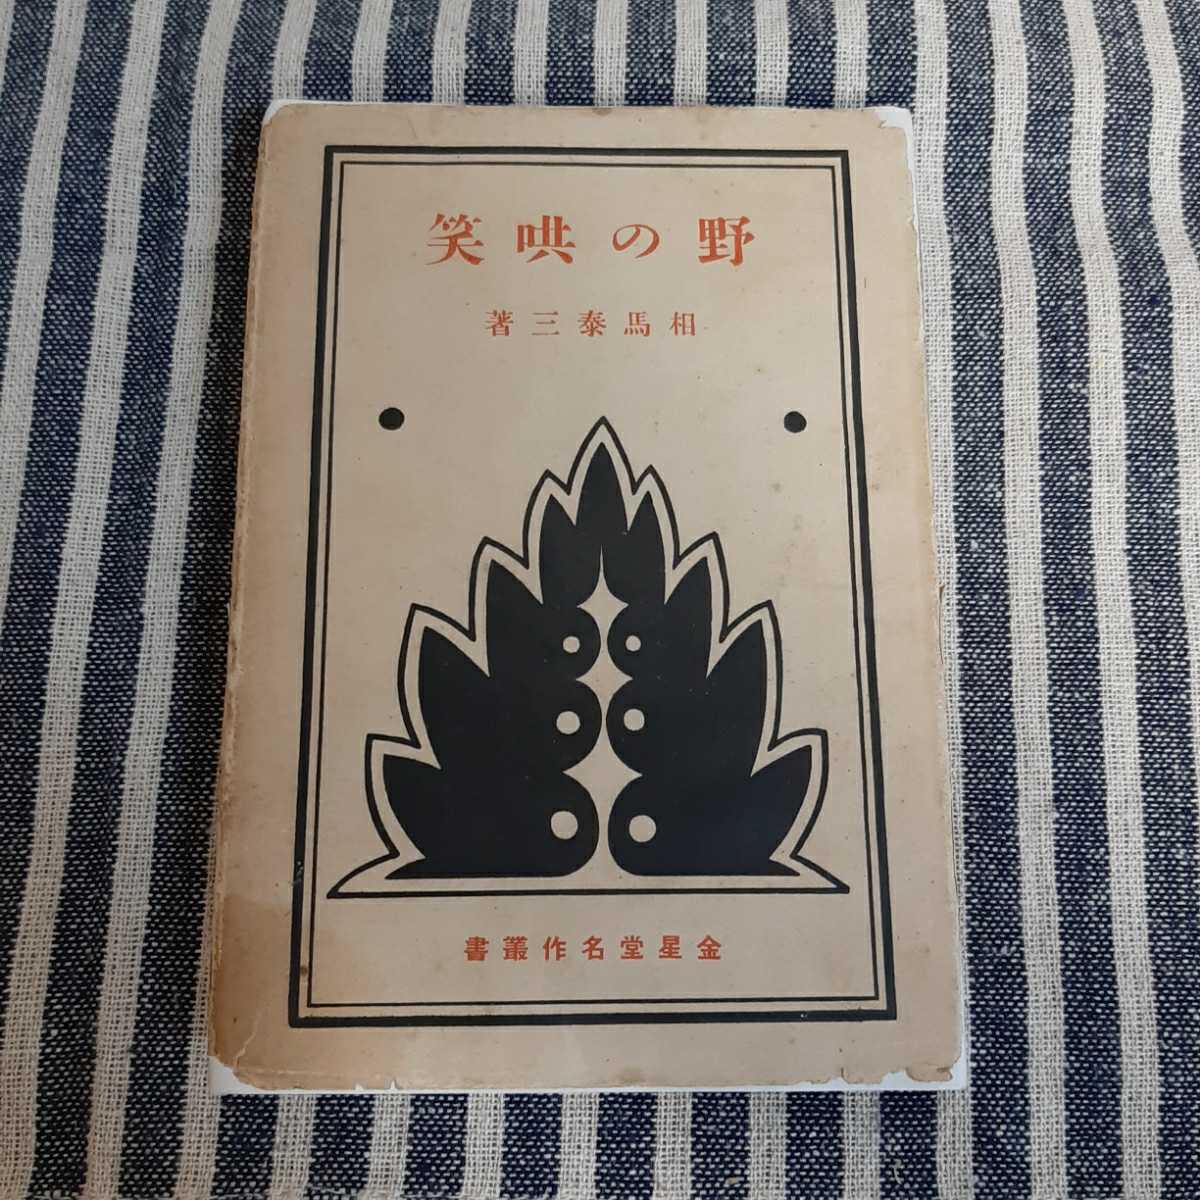 野の哄笑
相馬泰三著
金星堂名作叢書